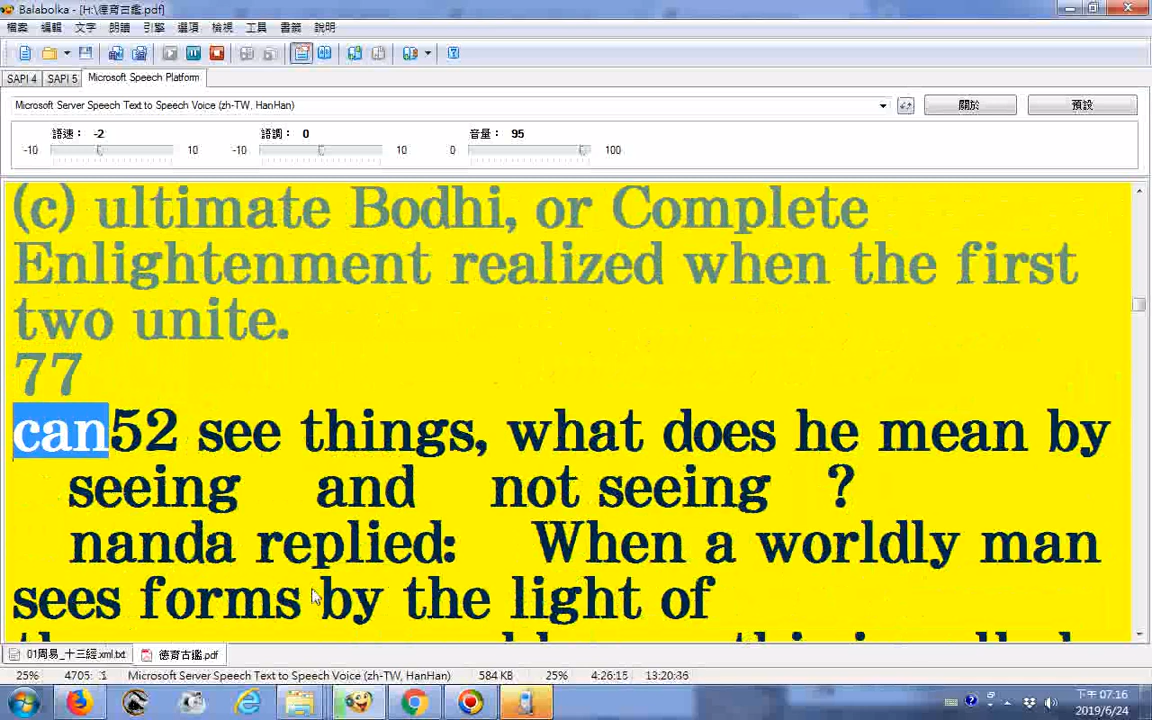 Balabolka - [H:\德育古鑑.pdf]
檔案 編輯 文字 朗讀 引擎 選項 檢視 工具 書籤 說明
SAPI 4 SAPI 5 Microsoft Speech Platform
Microsoft Server Speech Text to Speech Voice (zh-TW, HanHan) 關於 預設
語速： -2 語調： 0 音量： 95
-10 10 -10 10 0 100
(c) ultimate Bodhi, or Complete
Enlightenment realized when the first
two unite.
77
can52 see things, what does he mean by
seeing and not seeing ?
nanda replied: When a worldly man
sees forms by the light of
01周易_十三經.xml.txt 德育古鑑.pdf
25% 4705: 1 Microsoft Server Speech Text to Speech Voice (zh-TW, HanHan) 584 KB 25% 4:26:15 13:20:36
下午 07:16
2019/6/24